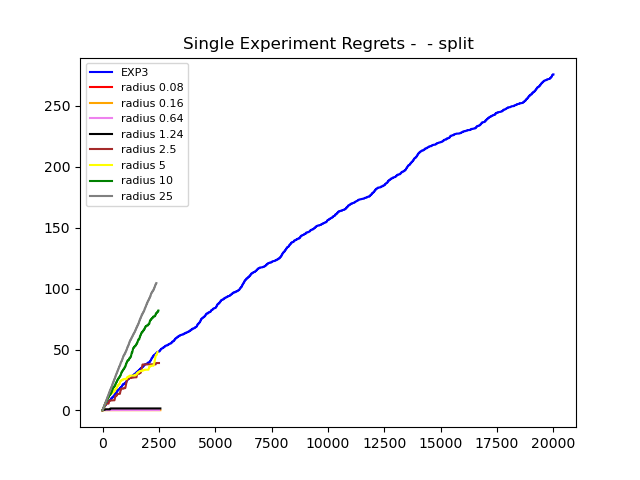 Single Experiment Regrets -  - split
EXP3
radius 0.08
radius 0.16
radius 0.64
radius 1.24
radius 2.5
radius 5
radius 10
radius 25
250
200
150
100
50
0
0 2500 5000 7500 10000 12500 15000 17500 20000